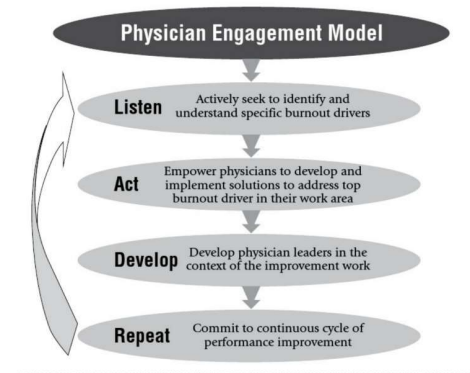 Physician Engagement Model
Listen
Actively seek to identify and
understand specific burnout drivers
Act
Empower physicians to develop and
implement solutions to address top
burnout driver in their work area
Develop
Develop physician leaders in the
context of the improvement work
Repeat
Commit to continuous cycle of
performance improvement